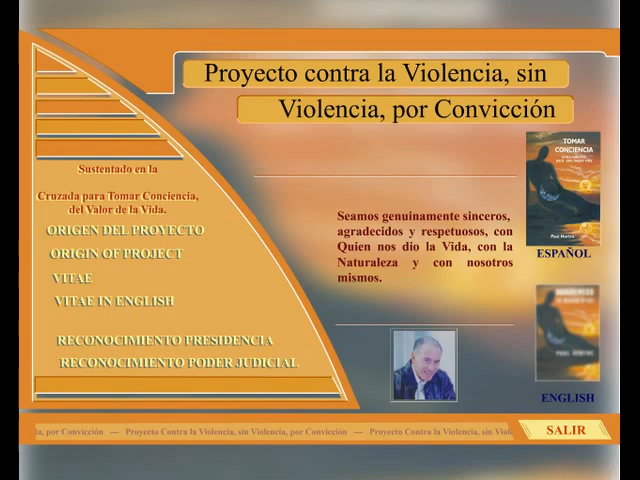 Proyecto contra la Violencia, sin
Violencia, por Convicción
Sustentado en la
Cruzada para Tomar Conciencia,
del Valor de la Vida.
ORIGEN DEL PROYECTO
ORIGIN OF PROJECT
VITAE
VITAE IN ENGLISH
RECONOCIMIENTO PRESIDENCIA
RECONOCIMIENTO PODER JUDICIAL
Seamos genuinamente sinceros,
agradecidos y respetuosos, con
Quien nos dio la Vida, con la
Naturaleza y con nosotros
mismos.
TOMAR
CONCIENCIA
ESPAÑOL
ENGLISH
por Convicción --- Proyecto Contra la Violencia, sin Violencia, por Convicción --- Proyecto Contra la Violencia, sin
SALIR